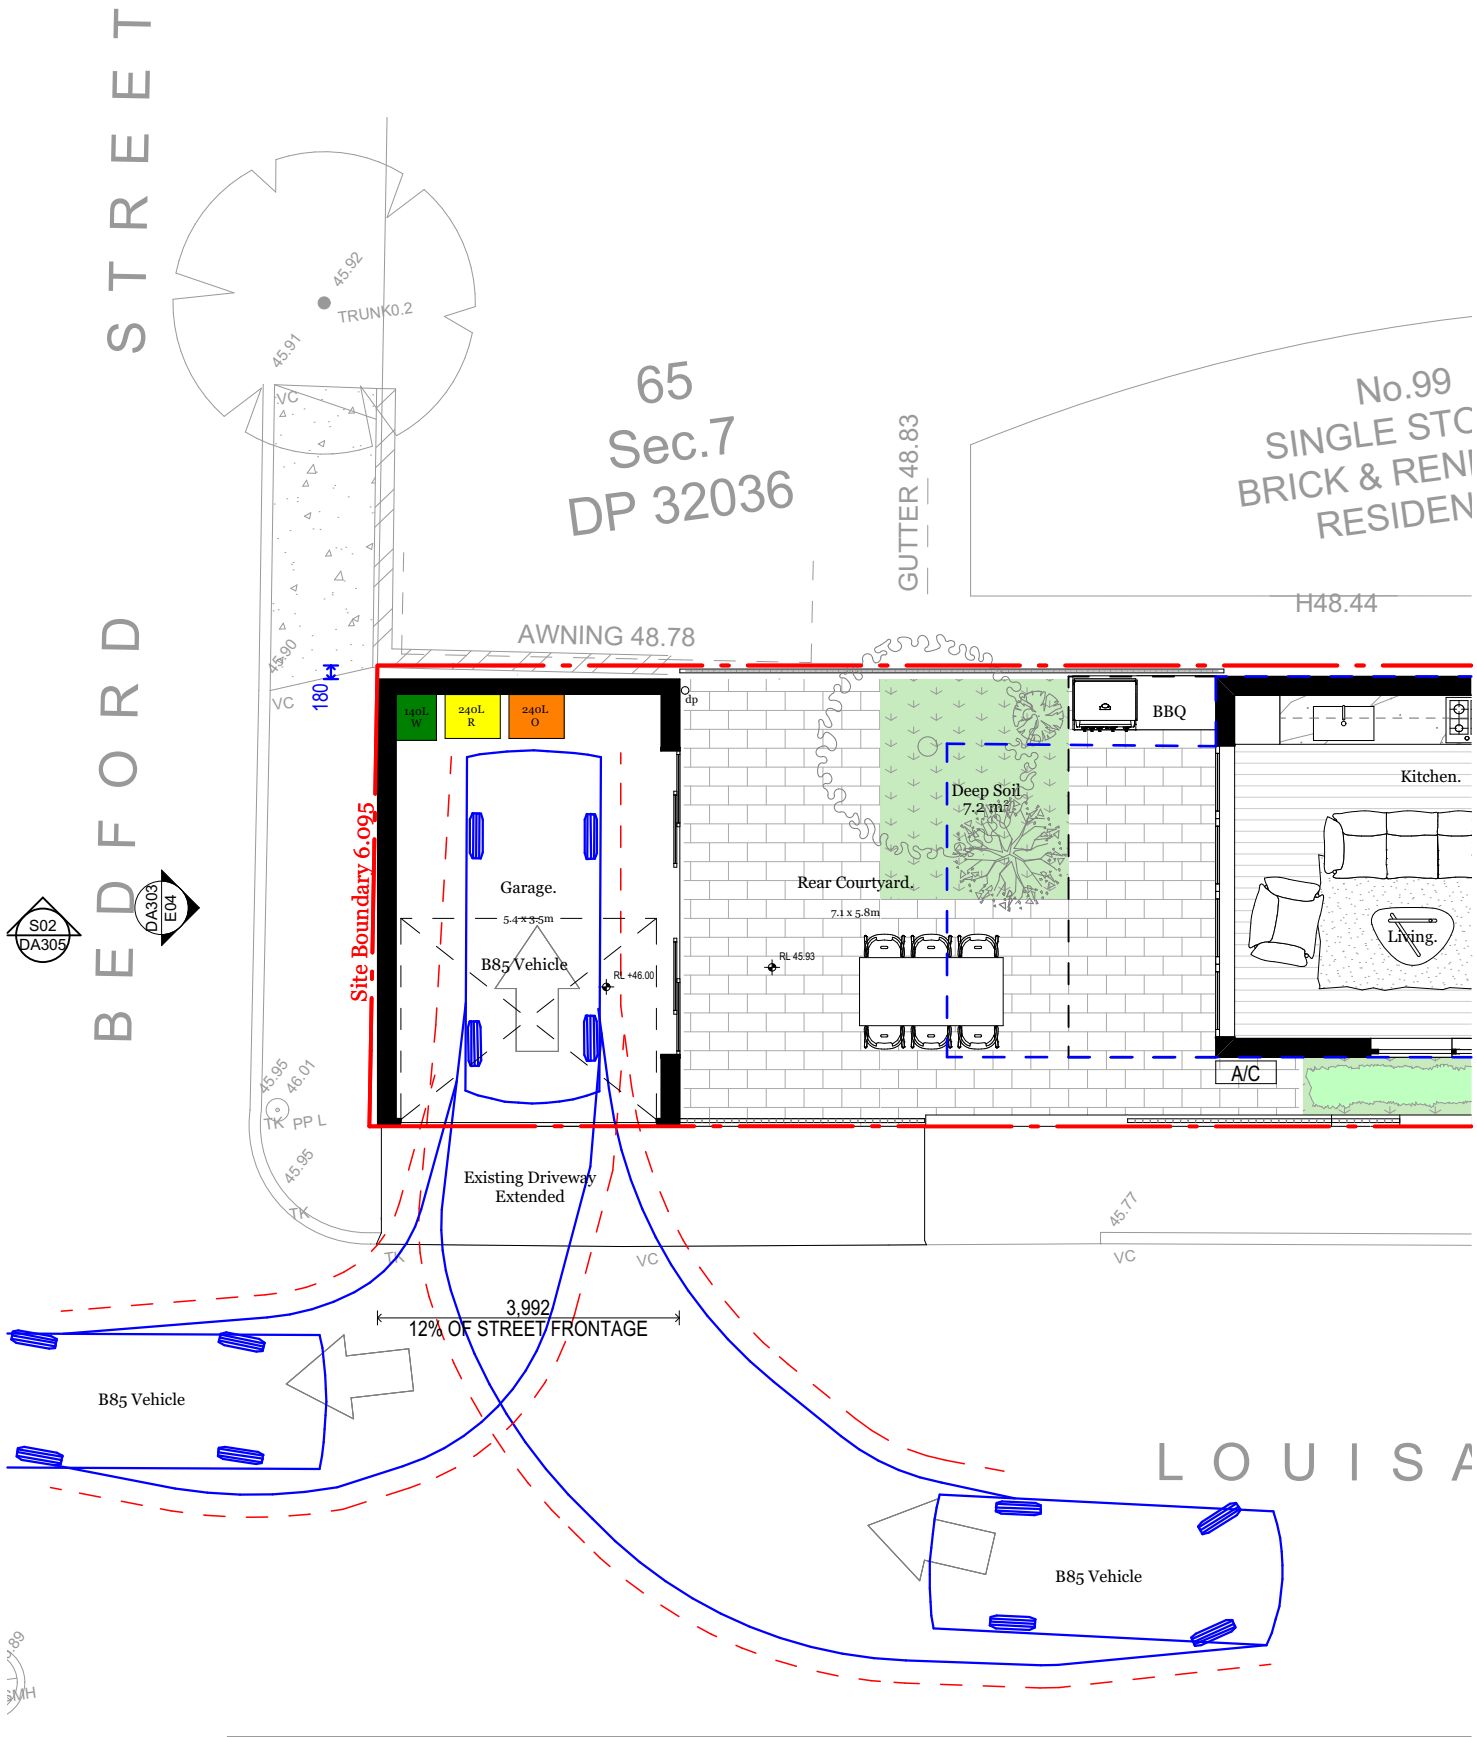 STREET
45.92
TRUNK0.2
45.91
VC
65
Sec.7
DP 32036
GUTTER 48.83
No.99
SINGLE
BRICK &
H48.44
AWNING 48.78
45.90
VC
180
BEDFORD
140L
W
240L
R
240L
O
dp
BBQ
Kitchen.
Deep Soil
7.2 m²
Site Boundary 6.095
Garage.
5.4 x 3.5m
Rear Courtyard.
7.1 x 5.8m
S02
DA305
DA303
E04
B85 Vehicle
RL +46.00
RL 45.93
Living.
A/C
45.95
46.01
TK
PP L
45.95
TK
Existing Driveway
Extended
45.77
TK
VC
VC
3,992
12% OF STREET FRONTAGE
B85 Vehicle
LOUISA
B85 Vehicle
SMH